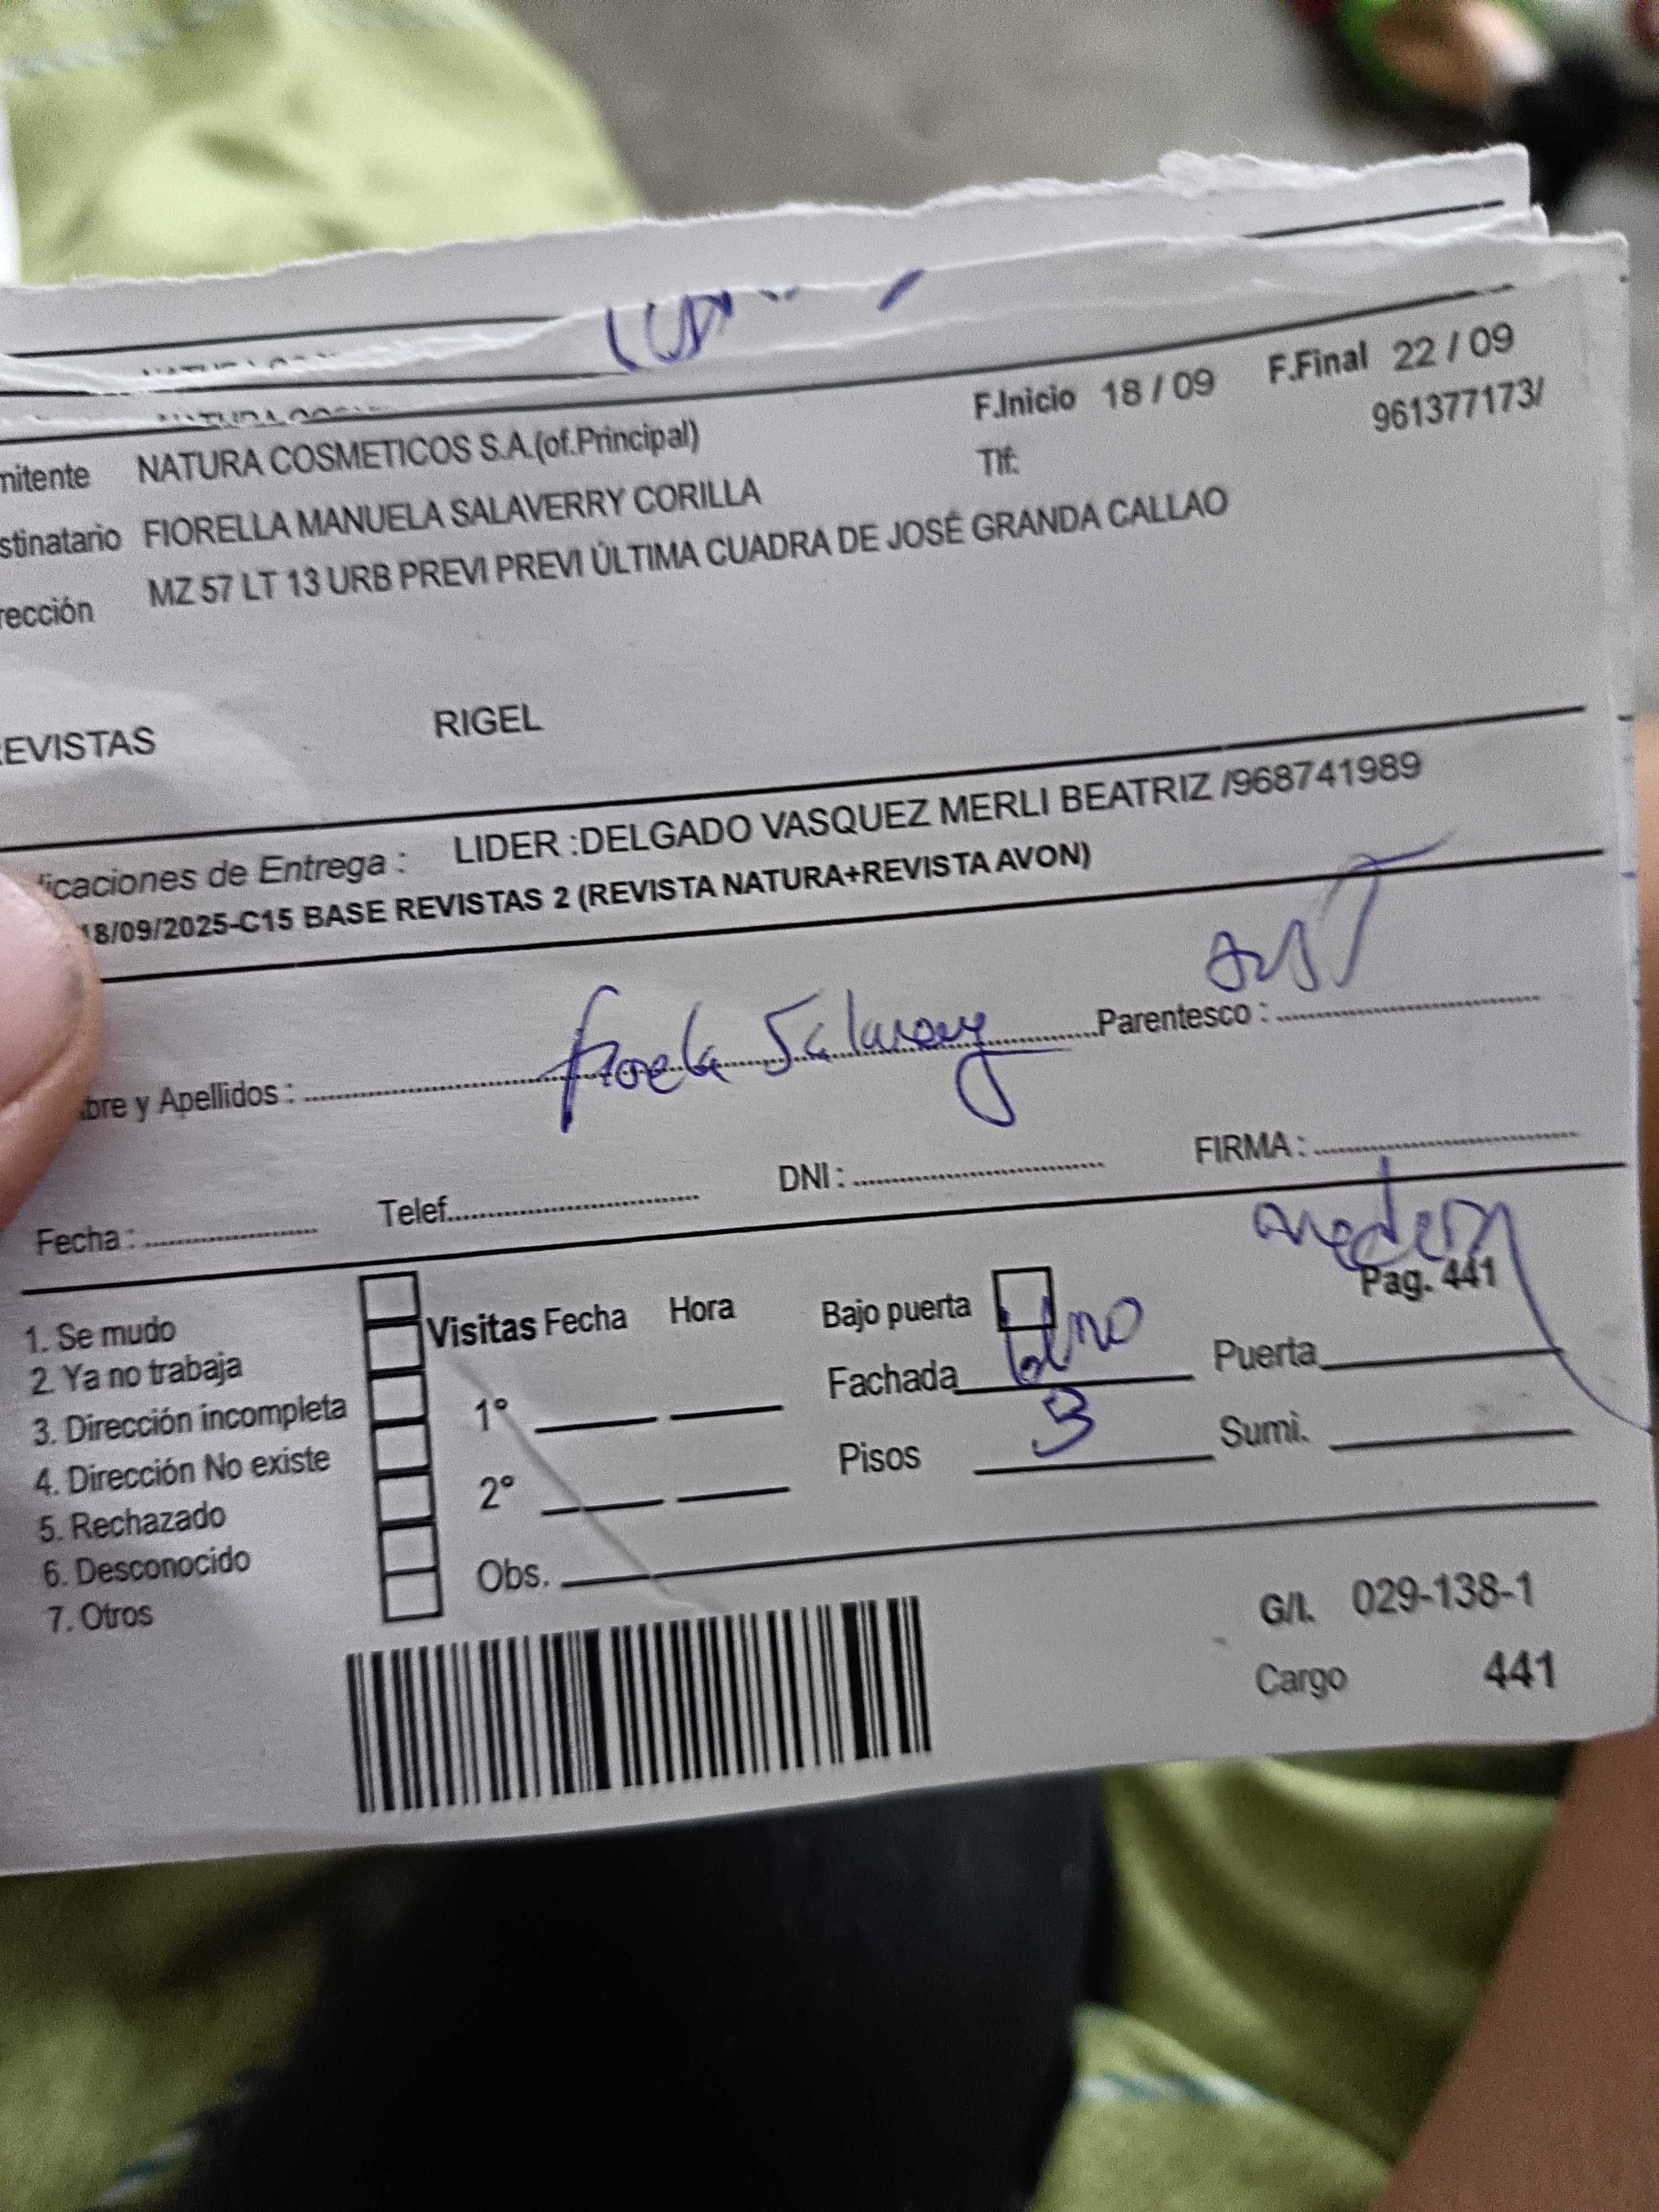 mitente NATURA COSMETICOS S.A.(of.Principal) F.Inicio 18 / 09 F.Final 22 / 09
stinatario FIORELLA MANUELA SALAVERRY CORILLA Tlf: 961377173/
rección MZ 57 LT 13 URB PREVI PREVI ÚLTIMA CUADRA DE JOSÉ GRANDA CALLAO
REVISTAS RIGEL
icaciones de Entrega : LIDER :DELGADO VASQUEZ MERLI BEATRIZ /968741989
18/09/2025-C15 BASE REVISTAS 2 (REVISTA NATURA+REVISTA AVON)
bre y Apellidos : Salaverry Parentesco :
Fecha : Telef. DNI : FIRMA :
Pag. 441
1. Se mudo
2. Ya no trabaja
3. Dirección incompleta
4. Dirección No existe
5. Rechazado
6. Desconocido
7. Otros
Visitas Fecha Hora
1°
2°
Obs.
Bajo puerta
Fachada Puerta
Pisos 3 Sumi.
G/I. 029-138-1
Cargo 441